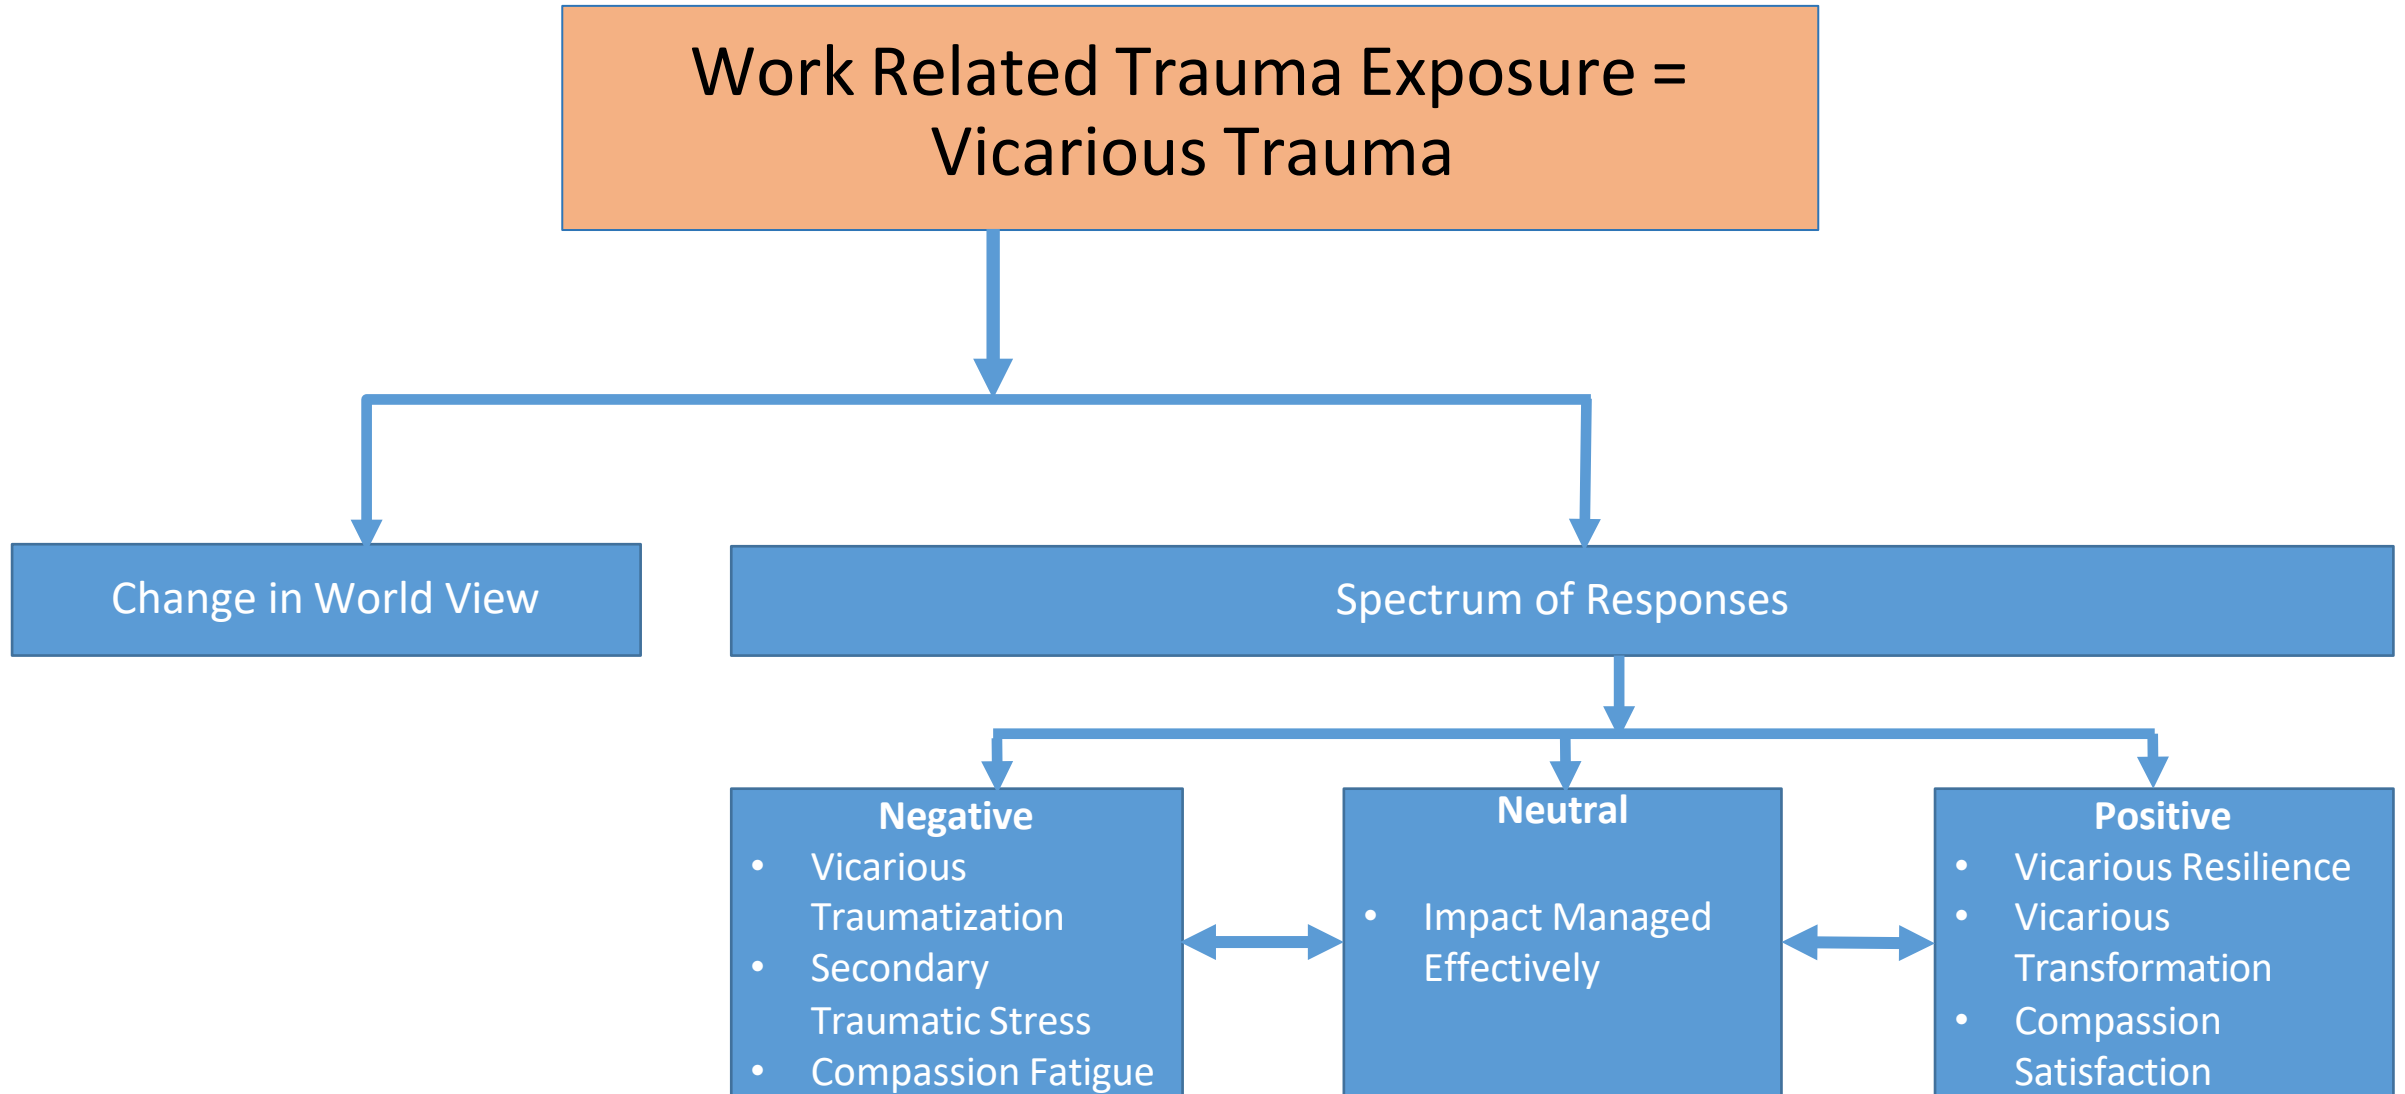 Work Related Trauma Exposure =
Vicarious Trauma
Change in World View
Spectrum of Responses
Negative
• Vicarious
Traumatization
• Secondary
Traumatic Stress
• Compassion Fatigue
Neutral
• Impact Managed
Effectively
Positive
• Vicarious Resilience
• Vicarious
Transformation
• Compassion
Satisfaction